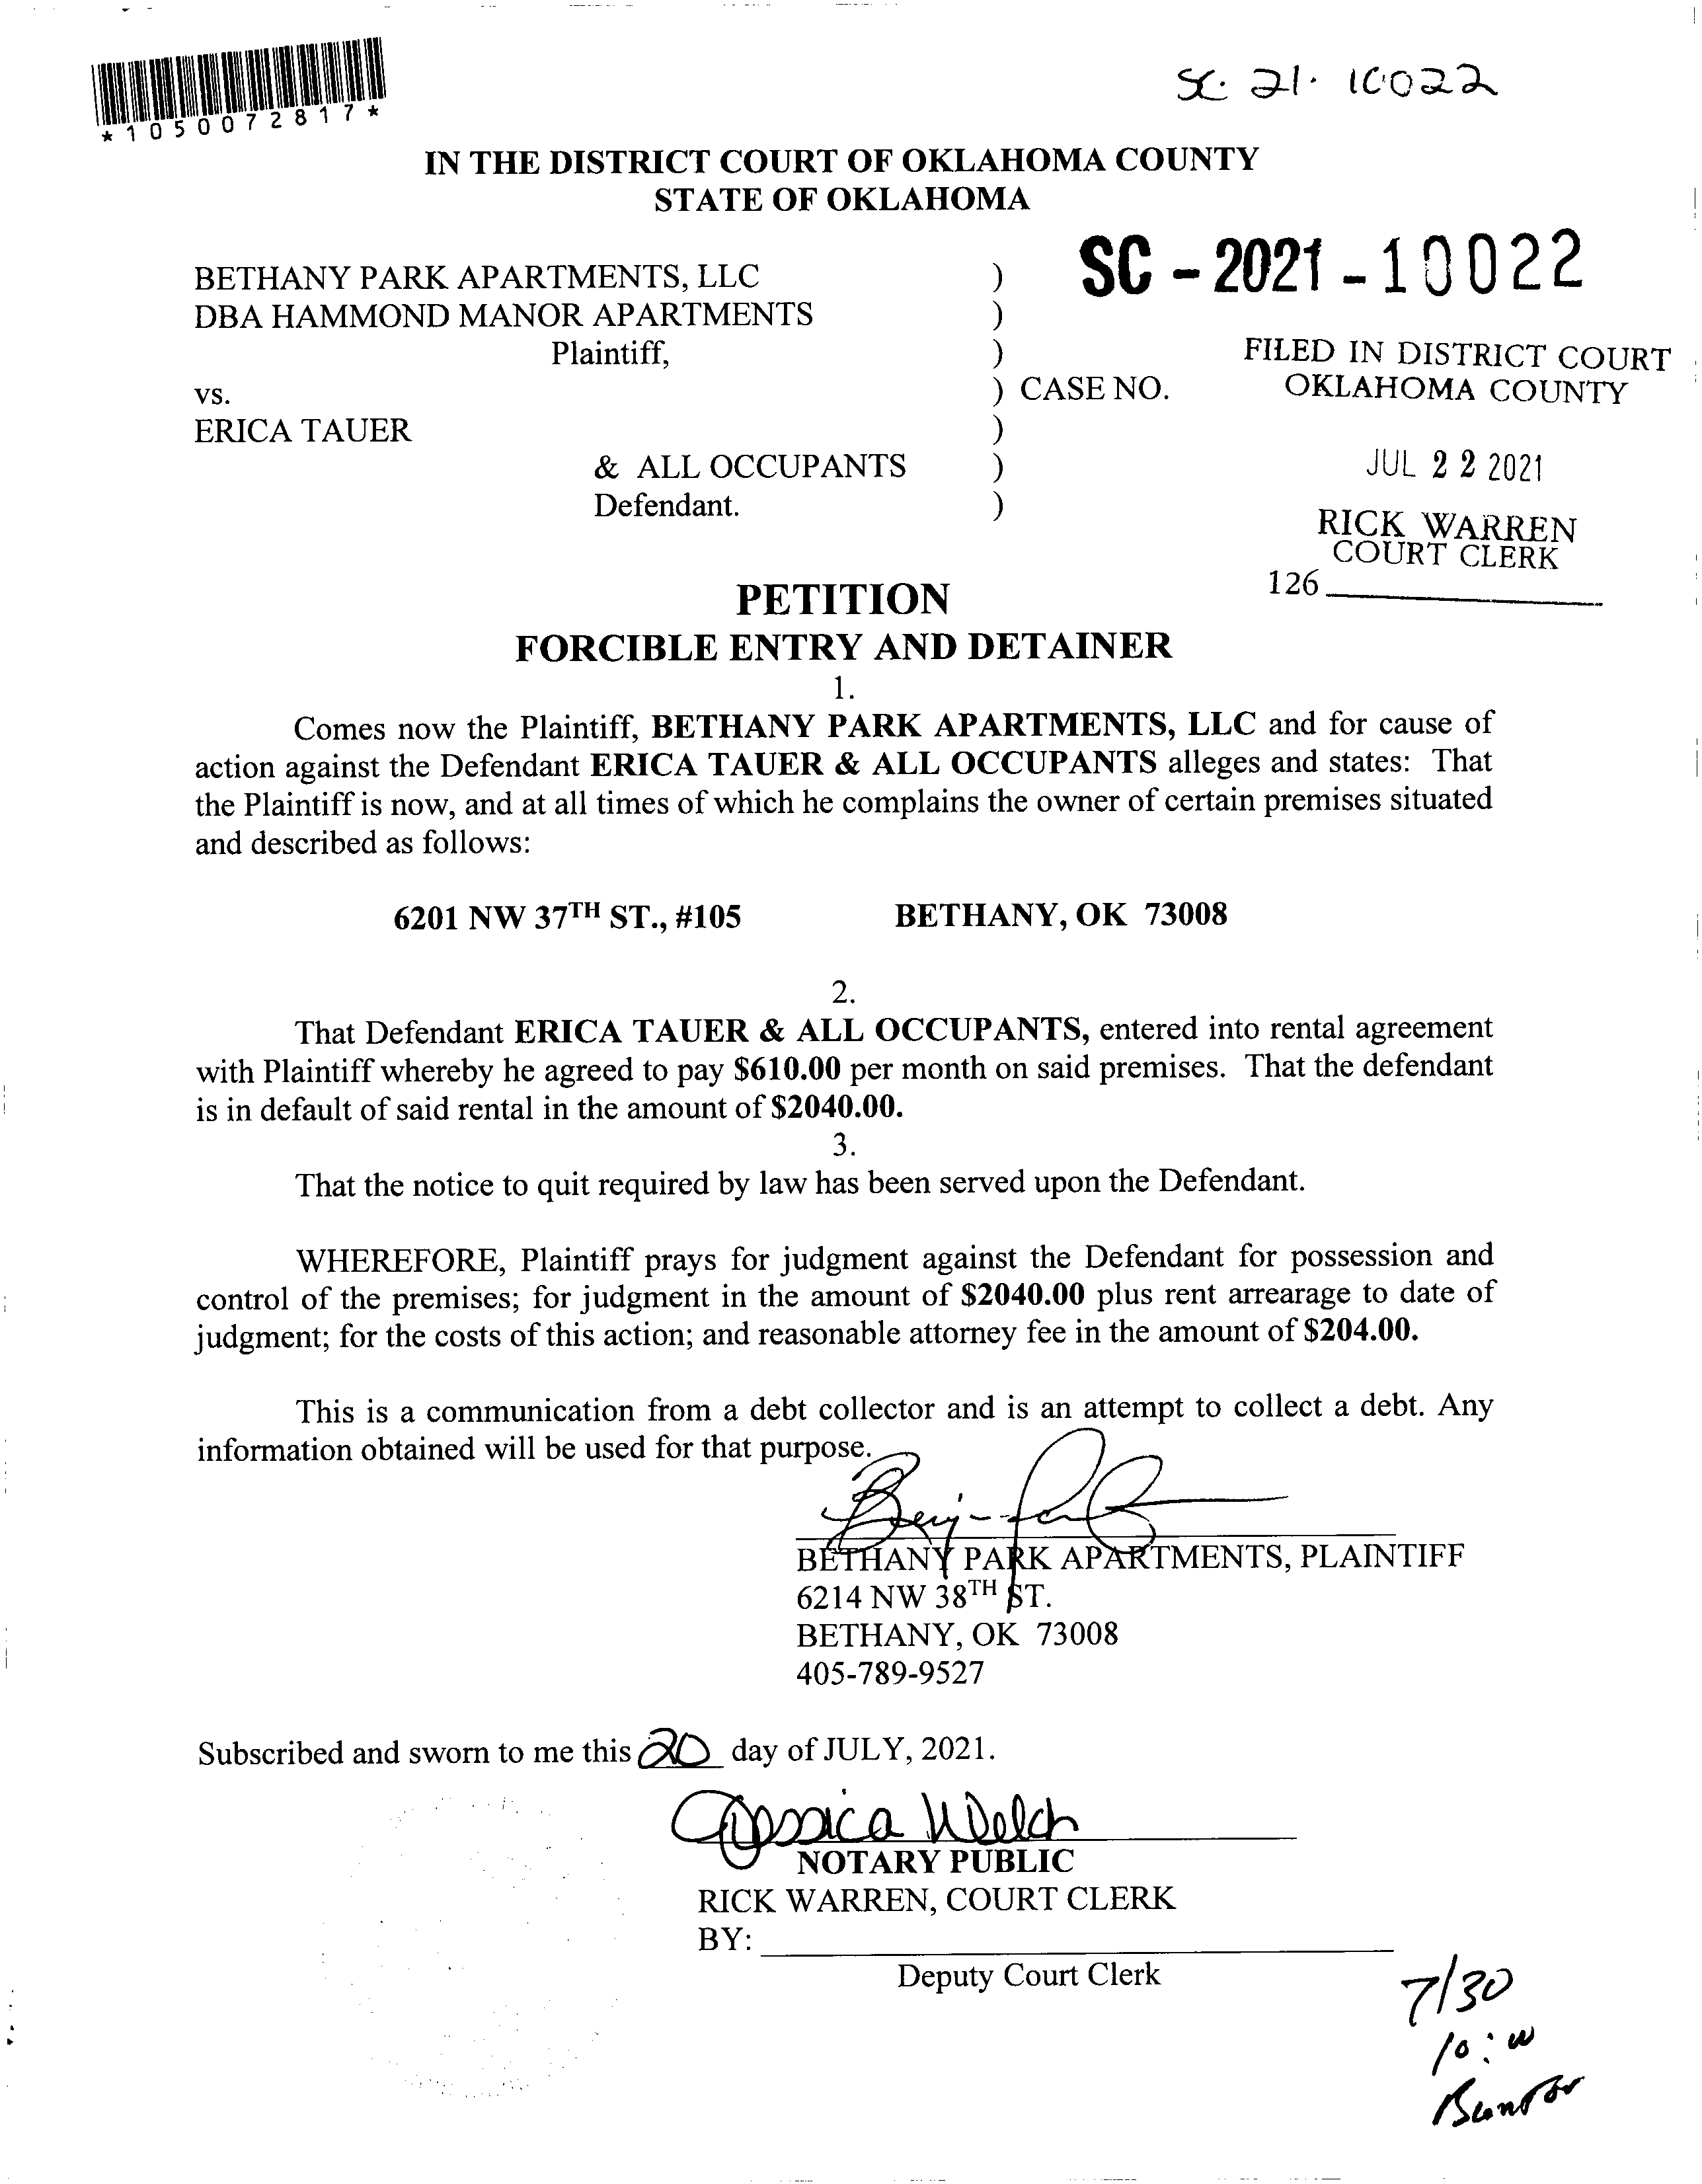 SC. 21. 10022
*1050072817*
IN THE DISTRICT COURT OF OKLAHOMA COUNTY
STATE OF OKLAHOMA
SC - 2021 - 10022
BETHANY PARK APARTMENTS, LLC )
DBA HAMMOND MANOR APARTMENTS )
Plaintiff, )
FILED IN DISTRICT COURT
vs. ) CASE NO.
OKLAHOMA COUNTY
ERICA TAUER )
& ALL OCCUPANTS )
JUL 22 2021
Defendant. )
RICK WARREN
COURT CLERK
126
PETITION
FORCIBLE ENTRY AND DETAINER
1.
Comes now the Plaintiff, BETHANY PARK APARTMENTS, LLC and for cause of
action against the Defendant ERICA TAUER & ALL OCCUPANTS alleges and states: That
the Plaintiff is now, and at all times of which he complains the owner of certain premises situated
and described as follows:
6201 NW 37TH ST., #105 BETHANY, OK 73008
2.
That Defendant ERICA TAUER & ALL OCCUPANTS, entered into rental agreement
with Plaintiff whereby he agreed to pay $610.00 per month on said premises. That the defendant
is in default of said rental in the amount of $2040.00.
3.
That the notice to quit required by law has been served upon the Defendant.
WHEREFORE, Plaintiff prays for judgment against the Defendant for possession and
control of the premises; for judgment in the amount of $2040.00 plus rent arrearage to date of
judgment; for the costs of this action; and reasonable attorney fee in the amount of $204.00.
This is a communication from a debt collector and is an attempt to collect a debt. Any
information obtained will be used for that purpose.
BETHANY PARK APARTMENTS, PLAINTIFF
6214 NW 38TH ST.
BETHANY, OK 73008
405-789-9527
Subscribed and sworn to me this 20 day of JULY, 2021.
Jessica Welch
NOTARY PUBLIC
RICK WARREN, COURT CLERK
BY:
Deputy Court Clerk
7/30